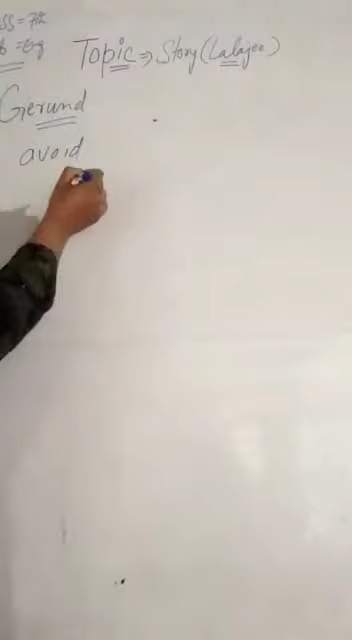 ss = 7th
b = Eng
Topic => Story (Lalajee)
Gerund
avoid